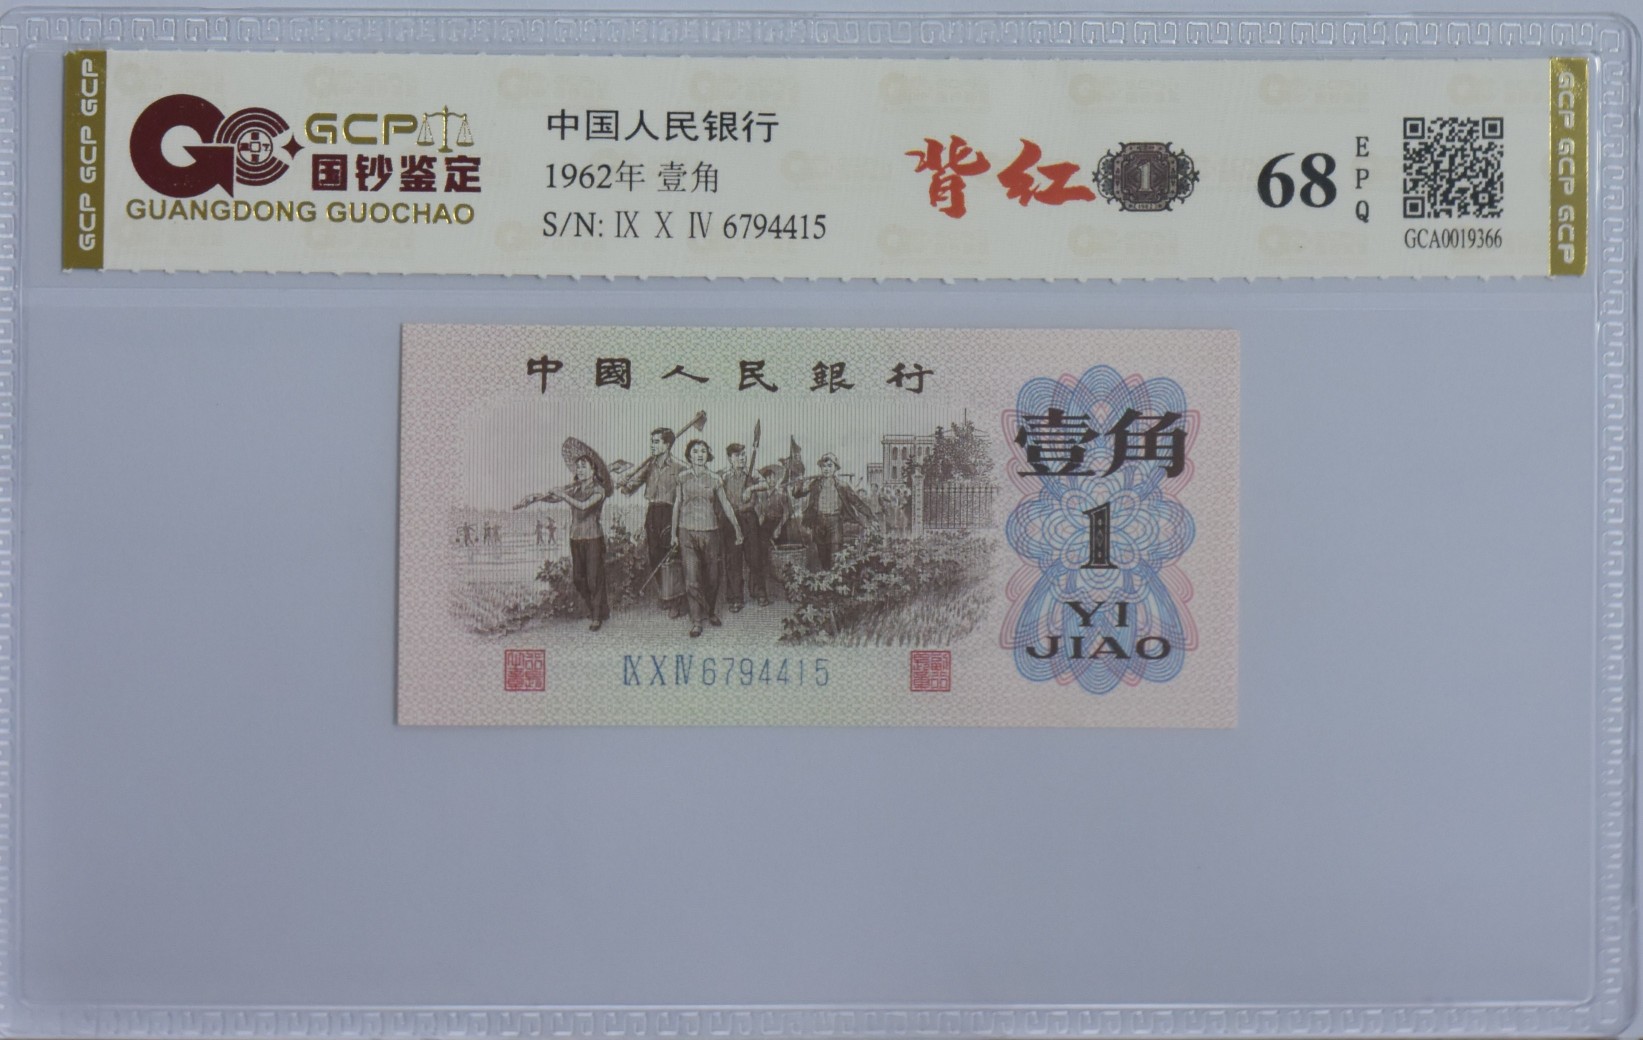 GCP GCP GCP
GCP
国钞鉴定
GUANGDONG GUOCHAO
中国人民银行
1962年 壹角
S/N: Ⅸ Ⅹ Ⅳ 6794415
背红
1
68
EPQ
GCA0019366
GCP GCP GCP
中國人民銀行
壹角
1
YI
JIAO
ⅨⅩⅣ6794415